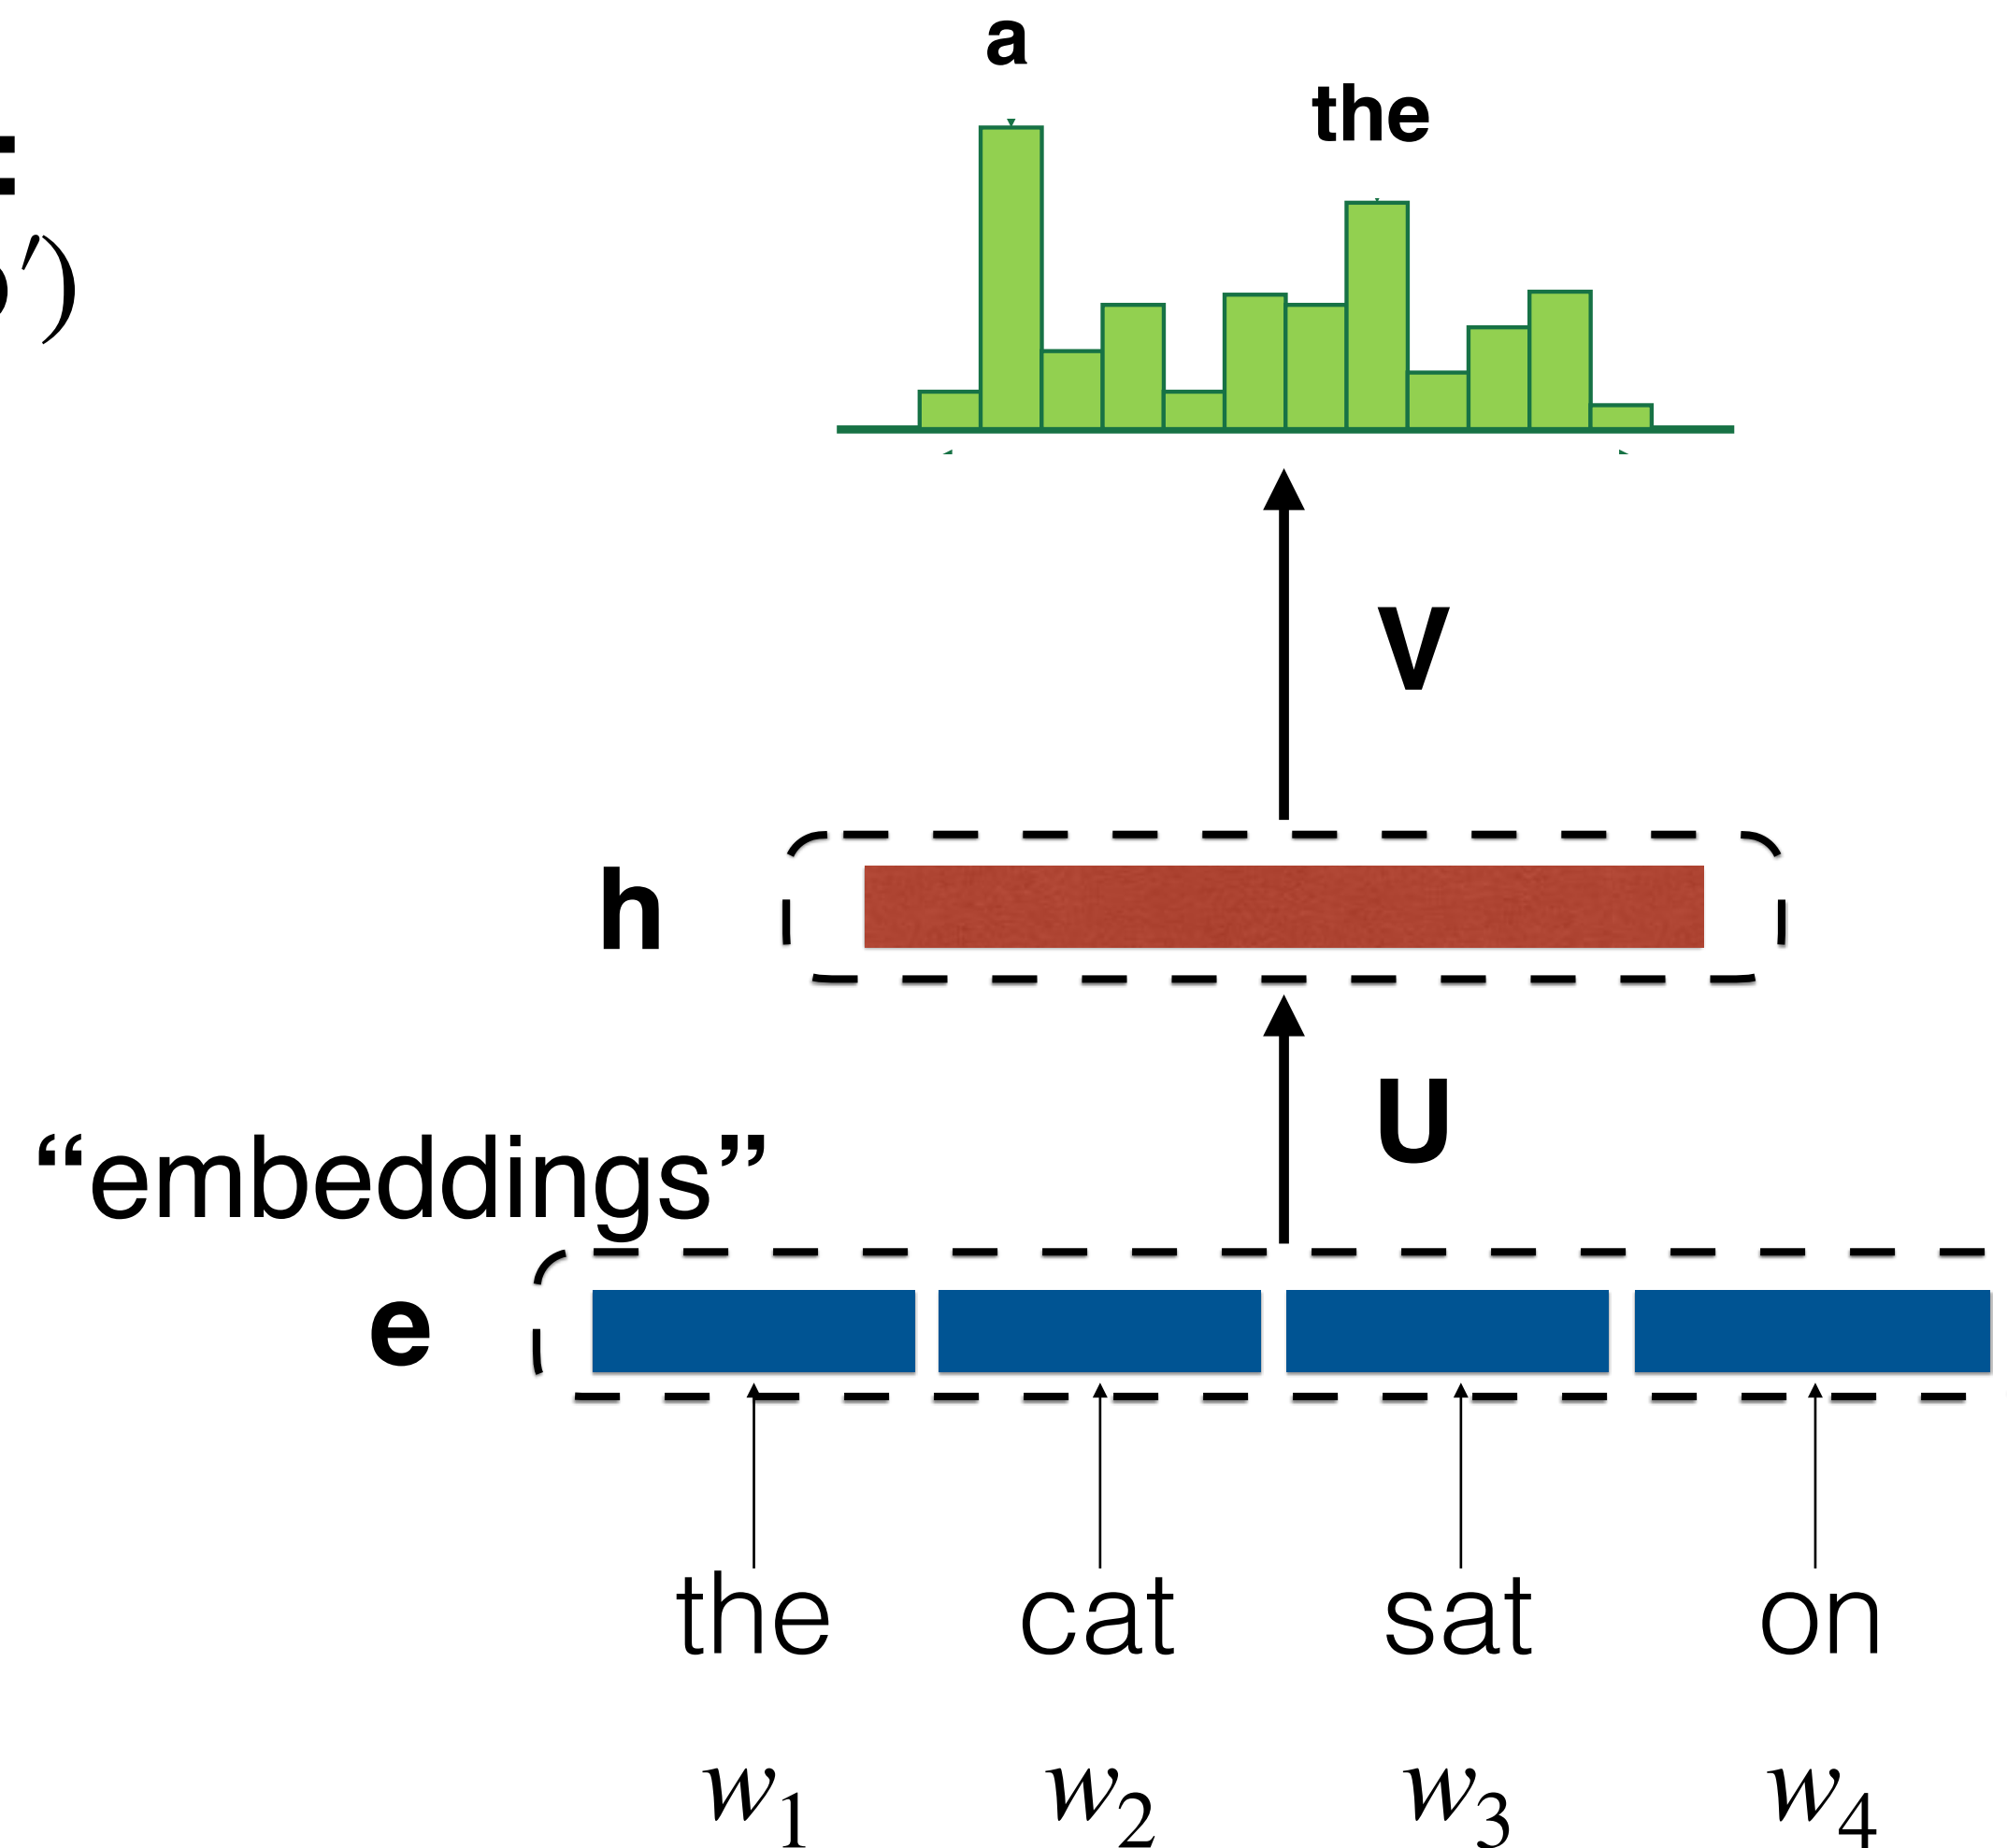 a
the
:
′)
V
h
U
“embeddings”
e
the cat sat on
w1 w2 w3 w4